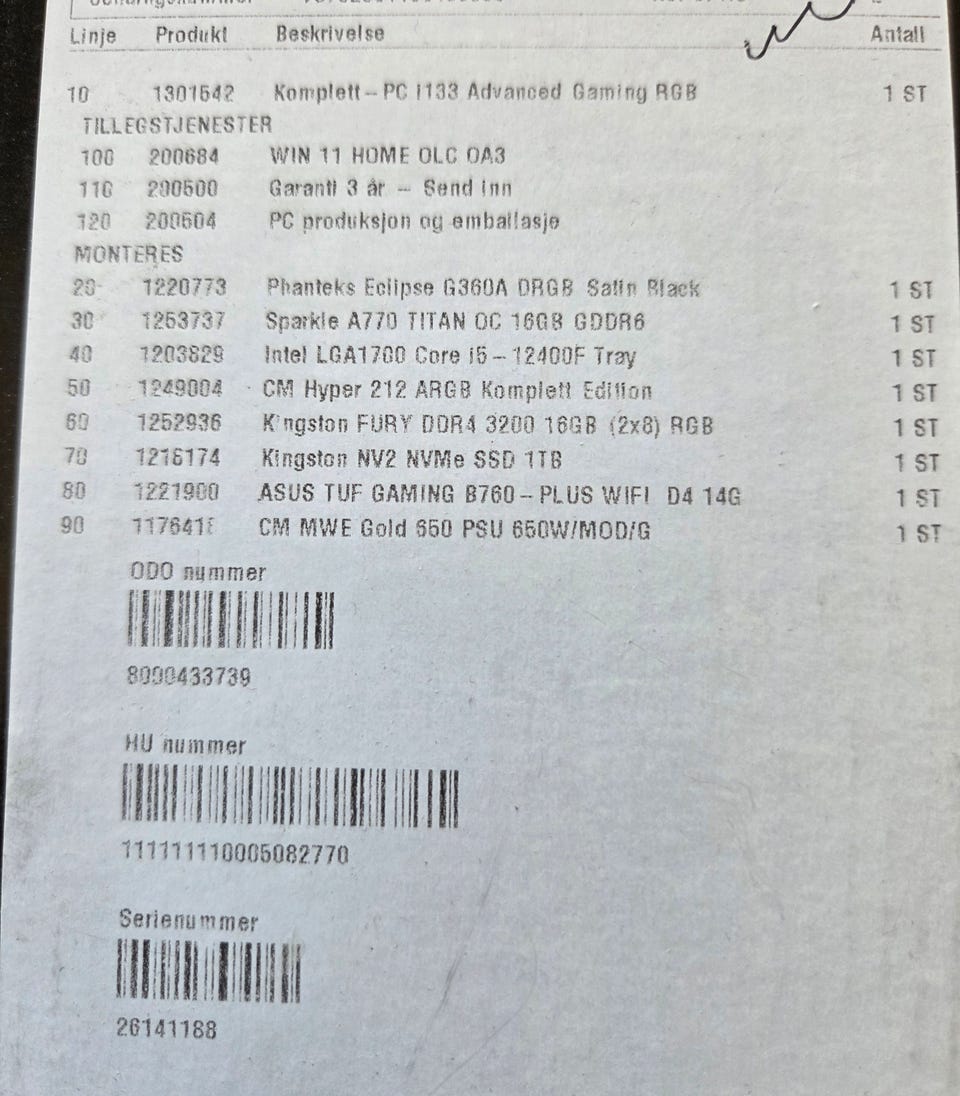 Linje Produkt Beskrivelse Antall
10 1301542 Komplett-PC I133 Advanced Gaming RGB 1 ST
TILLEGSTJENESTER
100 200684 WIN 11 HOME OLC OA3
110 200500 Garanti 3 år - Send Inn
120 200504 PC produksjon og emballasje
MONTERES
20 1220773 Phanteks Eclipse G360A DRGB Satin Black 1 ST
30 1253737 Sparkle A770 TITAN OC 16GB GDDR6 1 ST
40 1203829 Intel LGA1700 Core i5-12400F Tray 1 ST
50 1249004 CM Hyper 212 ARGB Komplett Edition 1 ST
60 1252936 Kingston FURY DDR4 3200 16GB (2x8) RGB 1 ST
70 1216174 Kingston NV2 NVMe SSD 1TB 1 ST
80 1221900 ASUS TUF GAMING B760-PLUS WIFI D4 14G 1 ST
90 CM MWE Gold 650 PSU 650W/MOD/G 1 ST
ODO nummer
8000433739
HU nummer
111111110005082770
Serienummer
26141188